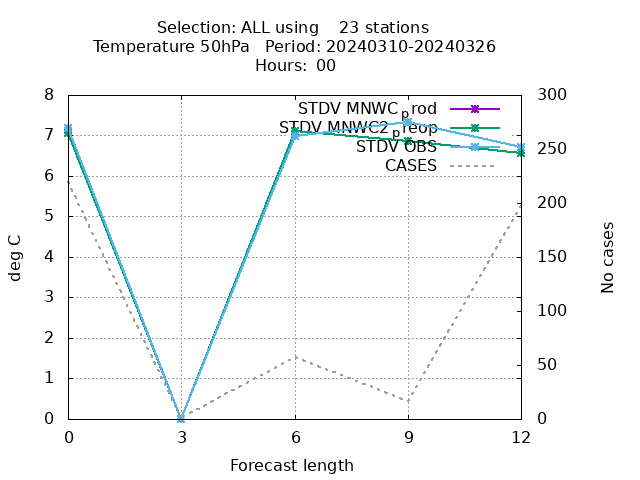 Selection: ALL using 23 stations
Temperature 50hPa Period: 20240310-20240326
Hours: 00
STDV MNWC_prod
STDV MNWC2_preop
STDV OBS
CASES
8
7
6
5
4
3
2
1
0
300
250
200
150
100
50
0
deg C
No cases
0 3 6 9 12
Forecast length